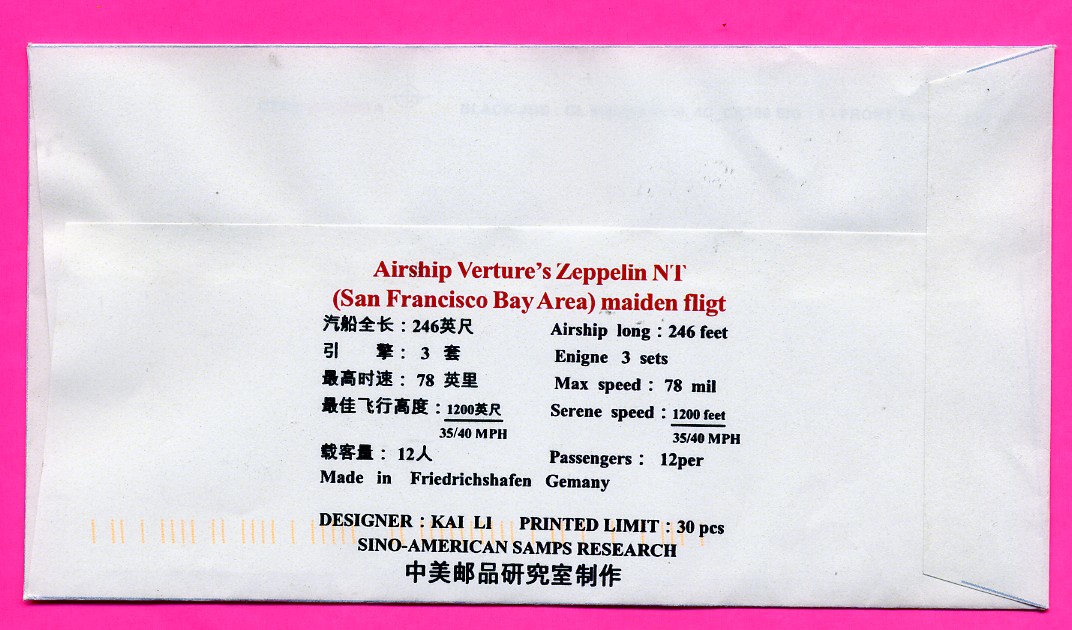 Airship Verture's Zeppelin NT
(San Francisco Bay Area) maiden fligt
汽船全长：246英尺 Airship long：246 feet
引 擎： 3 套 Enigne 3 sets
最高时速： 78 英里 Max speed： 78 mil
最佳飞行高度：1200英尺 Serene speed：1200 feet
35/40 MPH 35/40 MPH
载客量： 12人 Passengers： 12per
Made in Friedrichshafen Gemany
DESIGNER：KAI LI PRINTED LIMIT：30 pcs
SINO-AMERICAN SAMPS RESEARCH
中美邮品研究室制作